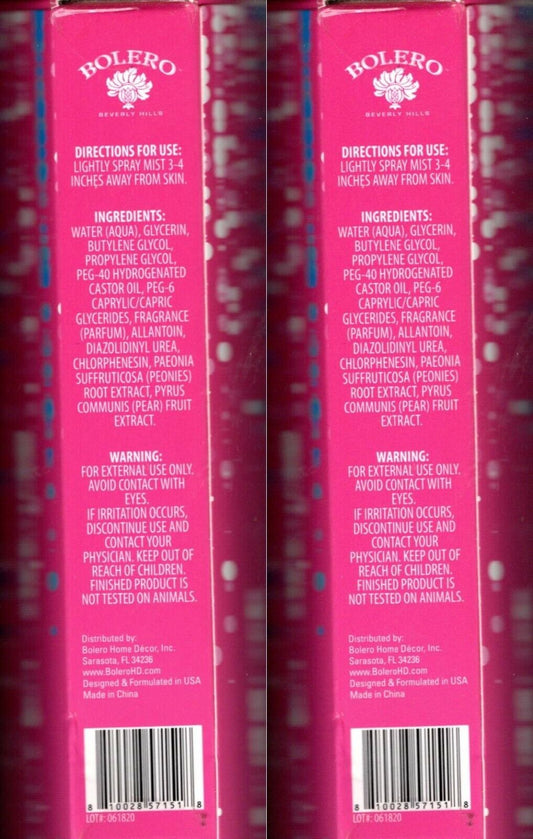 BOLERO
BEVERLY HILLS
DIRECTIONS FOR USE:
LIGHTLY SPRAY MIST 3-4
INCHES AWAY FROM SKIN.
INGREDIENTS:
WATER (AQUA), GLYCERIN,
BUTYLENE GLYCOL,
PROPYLENE GLYCOL,
PEG-40 HYDROGENATED
CASTOR OIL, PEG-6
CAPRYLIC/CAPRIC
GLYCERIDES, FRAGRANCE
(PARFUM), ALLANTOIN,
DIAZOLIDINYL UREA,
CHLORPHENESIN, PAEONIA
SUFFRUTICOSA (PEONIES)
ROOT EXTRACT, PYRUS
COMMUNIS (PEAR) FRUIT
EXTRACT.
WARNING:
FOR EXTERNAL USE ONLY.
AVOID CONTACT WITH
EYES.
IF IRRITATION OCCURS,
DISCONTINUE USE AND
CONTACT YOUR
PHYSICIAN. KEEP OUT OF
REACH OF CHILDREN.
FINISHED PRODUCT IS
NOT TESTED ON ANIMALS.
Distributed by:
Bolero Home Décor, Inc.
Sarasota, FL 34236
www.BoleroHD.com
Designed & Formulated in USA
Made in China
8 10028 57151 8
LOT#: 061820
BOLERO
BEVERLY HILLS
DIRECTIONS FOR USE:
LIGHTLY SPRAY MIST 3-4
INCHES AWAY FROM SKIN.
INGREDIENTS:
WATER (AQUA), GLYCERIN,
BUTYLENE GLYCOL,
PROPYLENE GLYCOL,
PEG-40 HYDROGENATED
CASTOR OIL, PEG-6
CAPRYLIC/CAPRIC
GLYCERIDES, FRAGRANCE
(PARFUM), ALLANTOIN,
DIAZOLIDINYL UREA,
CHLORPHENESIN, PAEONIA
SUFFRUTICOSA (PEONIES)
ROOT EXTRACT, PYRUS
COMMUNIS (PEAR) FRUIT
EXTRACT.
WARNING:
FOR EXTERNAL USE ONLY.
AVOID CONTACT WITH
EYES.
IF IRRITATION OCCURS,
DISCONTINUE USE AND
CONTACT YOUR
PHYSICIAN. KEEP OUT OF
REACH OF CHILDREN.
FINISHED PRODUCT IS
NOT TESTED ON ANIMALS.
Distributed by:
Bolero Home Décor, Inc.
Sarasota, FL 34236
www.BoleroHD.com
Designed & Formulated in USA
Made in China
8 10028 57151 8
LOT#: 061820